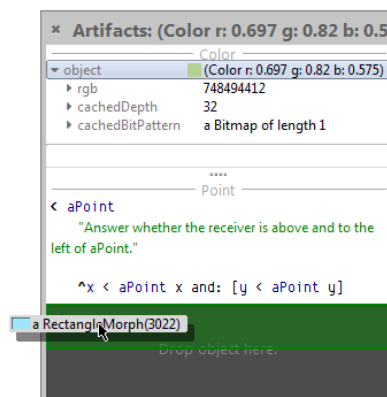 × Artifacts: (Color r: 0.697 g: 0.82 b: 0.5
Color
object (Color r: 0.697 g: 0.82 b: 0.575)
rgb 748494412
cachedDepth 32
cachedBitPattern a Bitmap of length 1
Point
< aPoint
"Answer whether the receiver is above and to the
left of aPoint."
^x < aPoint x and: [y < aPoint y]
a RectangleMorph(3022)
Drop object here.